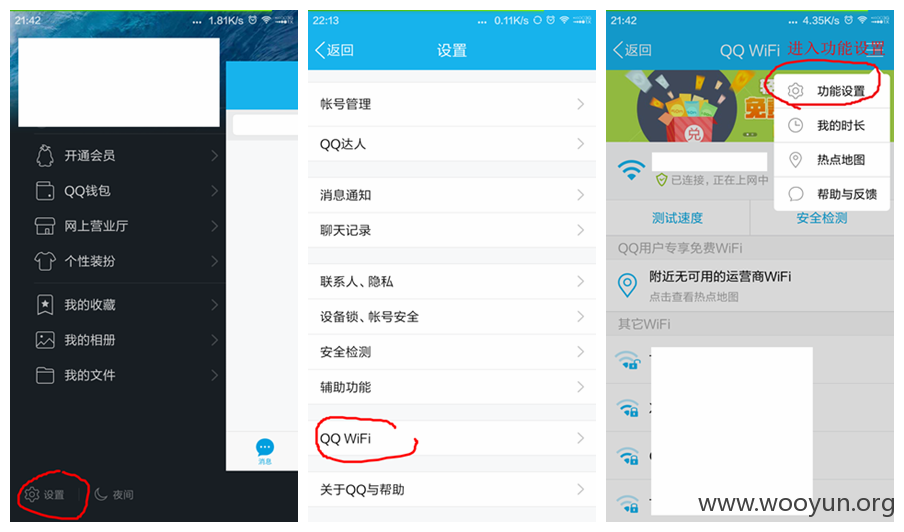 21:42
... 1.81K/s
开通会员
QQ钱包
网上营业厅
个性装扮
我的收藏
我的相册
我的文件
消息
设置
夜间
22:13
... 0.11K/s
返回
设置
帐号管理
QQ达人
消息通知
聊天记录
联系人、隐私
设备锁、帐号安全
安全检测
辅助功能
QQ WiFi
关于QQ与帮助
21:42
... 4.35K/s
返回
QQ WiFi
进入功能设置
免
兑
功能设置
我的时长
热点地图
帮助与反馈
已连接，正在上网中
测试速度
安全检测
QQ用户专享免费WiFi
附近无可用的运营商WiFi
点击查看热点地图
其它WiFi
www.wooyun.org